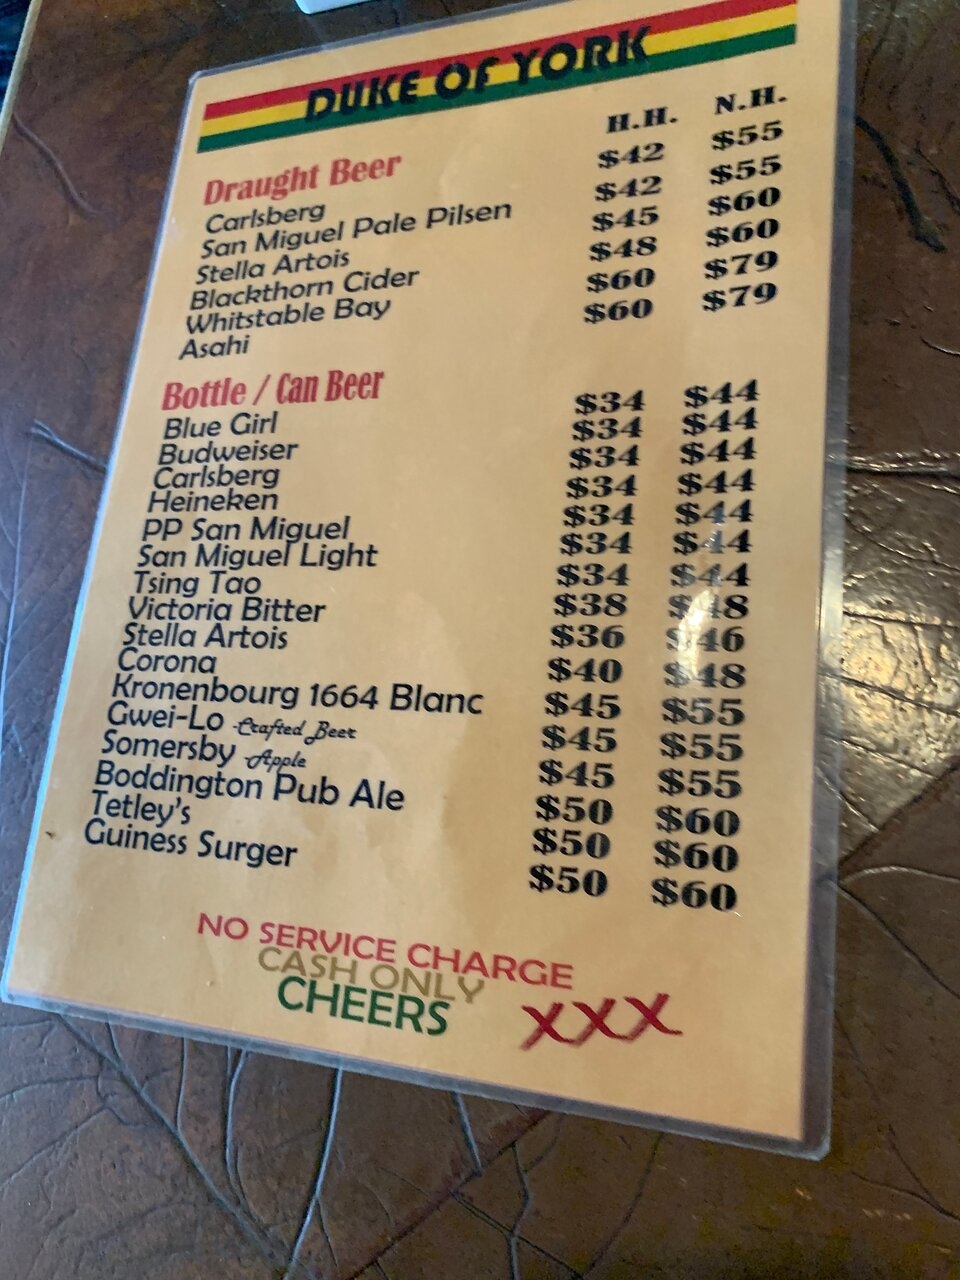 DUKE OF YORK
H.H. N.H.
Draught Beer
Carlsberg $42 $55
San Miguel Pale Pilsen $42 $55
Stella Artois $45 $60
Blackthorn Cider $48 $60
Whitstable Bay $60 $79
Asahi $60 $79
Bottle / Can Beer
Blue Girl $34 $44
Budweiser $34 $44
Carlsberg $34 $44
Heineken $34 $44
PP San Miguel $34 $44
San Miguel Light $34 $44
Tsing Tao $34 $44
Victoria Bitter $38 $48
Stella Artois $36 $46
Corona $40 $48
Kronenbourg 1664 Blanc $45 $55
Gwei-Lo -Crafted Beer $45 $55
Somersby -Apple $45 $55
Boddington Pub Ale $50 $60
Tetley's $50 $60
Guiness Surger $50 $60
NO SERVICE CHARGE
CASH ONLY
CHEERS XXX